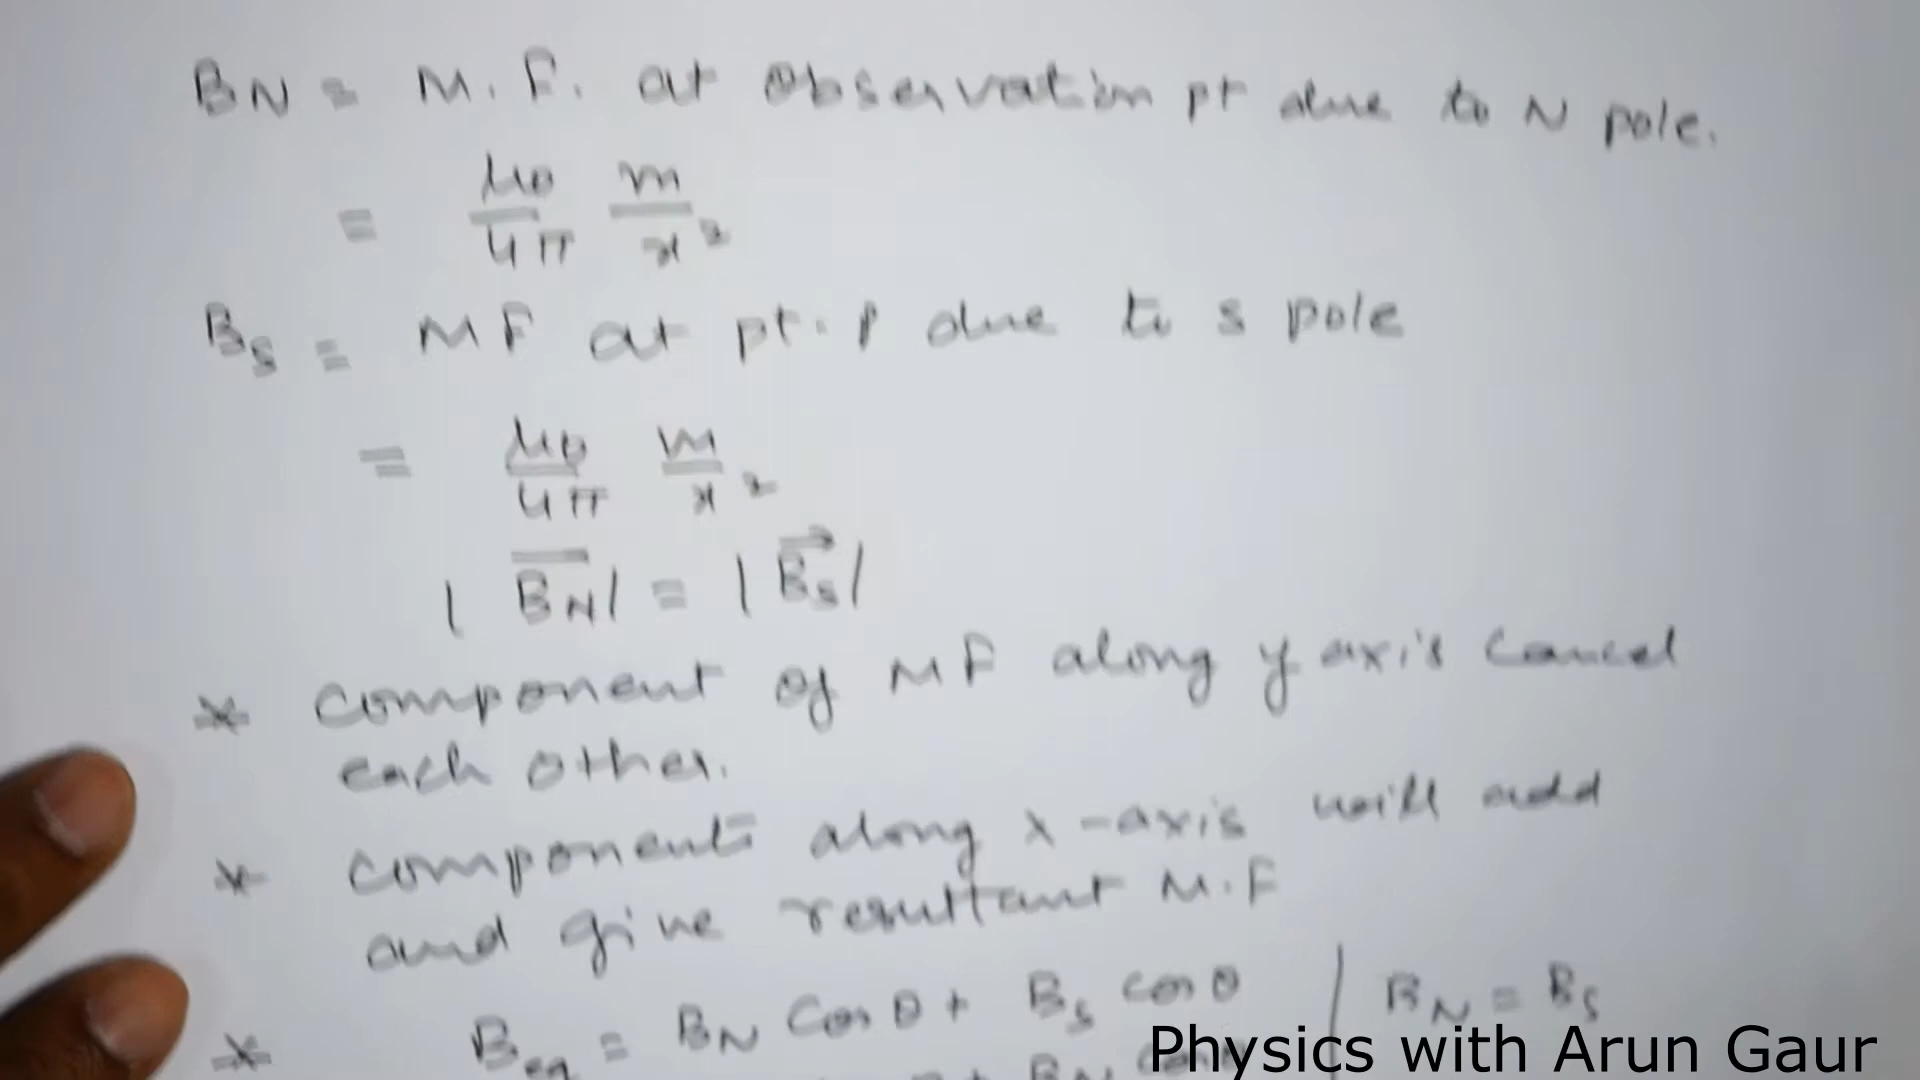 BN = M.F. at observation pt due to N pole.
= μ0/4π m/x²
Bs = MF at pt. P due to s pole
= μ0/4π m/x²
|BN| = |Bs|
* component of MF along y axis cancel
each other.
* components along x-axis will add
and give resultant M.F
* Beq = BN cos θ + Bs cos θ | BN = Bs
Physics with Arun Gaur